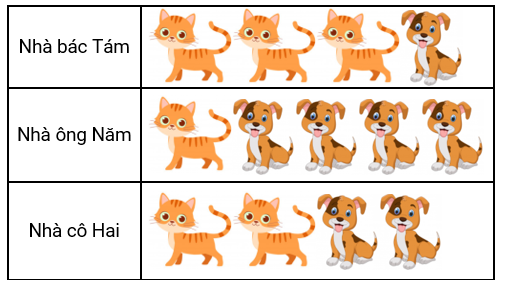 Nhà bác Tám
Nhà ông Năm
Nhà cô Hai